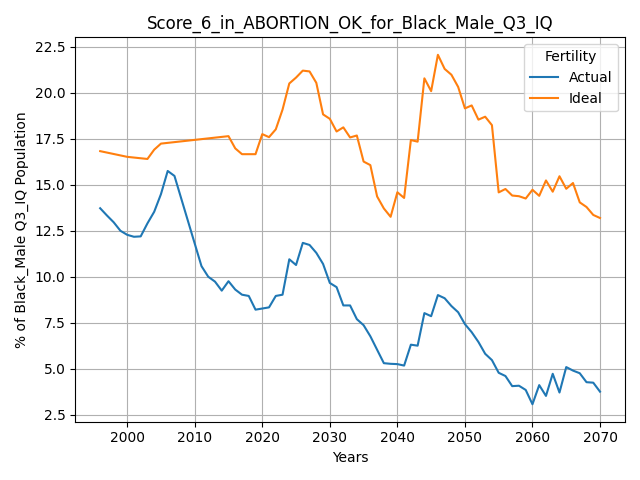 Score_6_in_ABORTION_OK_for_Black_Male_Q3_IQ
Fertility
Actual
Ideal
% of Black_Male Q3_IQ Population
22.5
20.0
17.5
15.0
12.5
10.0
7.5
5.0
2.5
2000 2010 2020 2030 2040 2050 2060 2070
Years